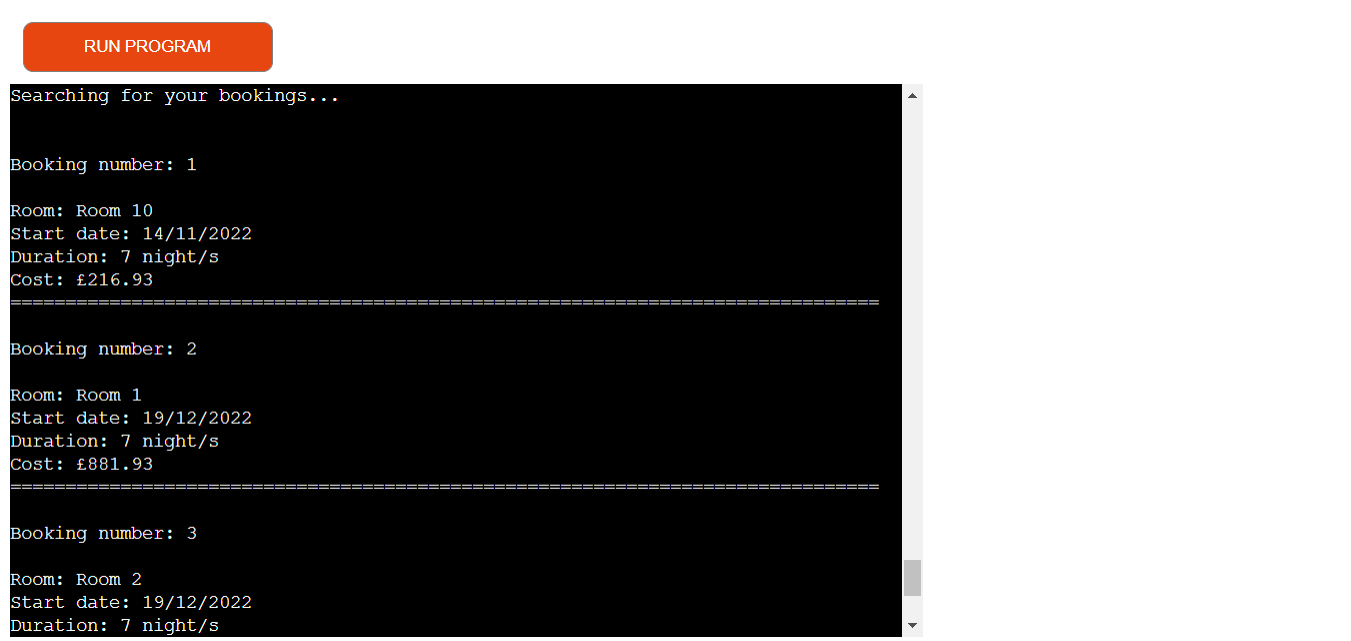 RUN PROGRAM
Searching for your bookings...
Booking number: 1
Room: Room 10
Start date: 14/11/2022
Duration: 7 night/s
Cost: £216.93
===============================================================================
Booking number: 2
Room: Room 1
Start date: 19/12/2022
Duration: 7 night/s
Cost: £881.93
===============================================================================
Booking number: 3
Room: Room 2
Start date: 19/12/2022
Duration: 7 night/s